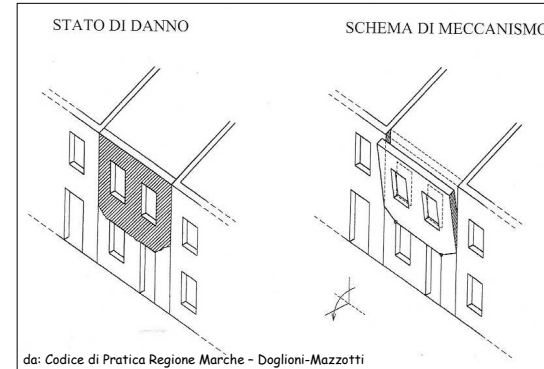 STATO DI DANNO
SCHEMA DI MECCANISMO
da: Codice di Pratica Regione Marche – Doglioni-Mazzotti